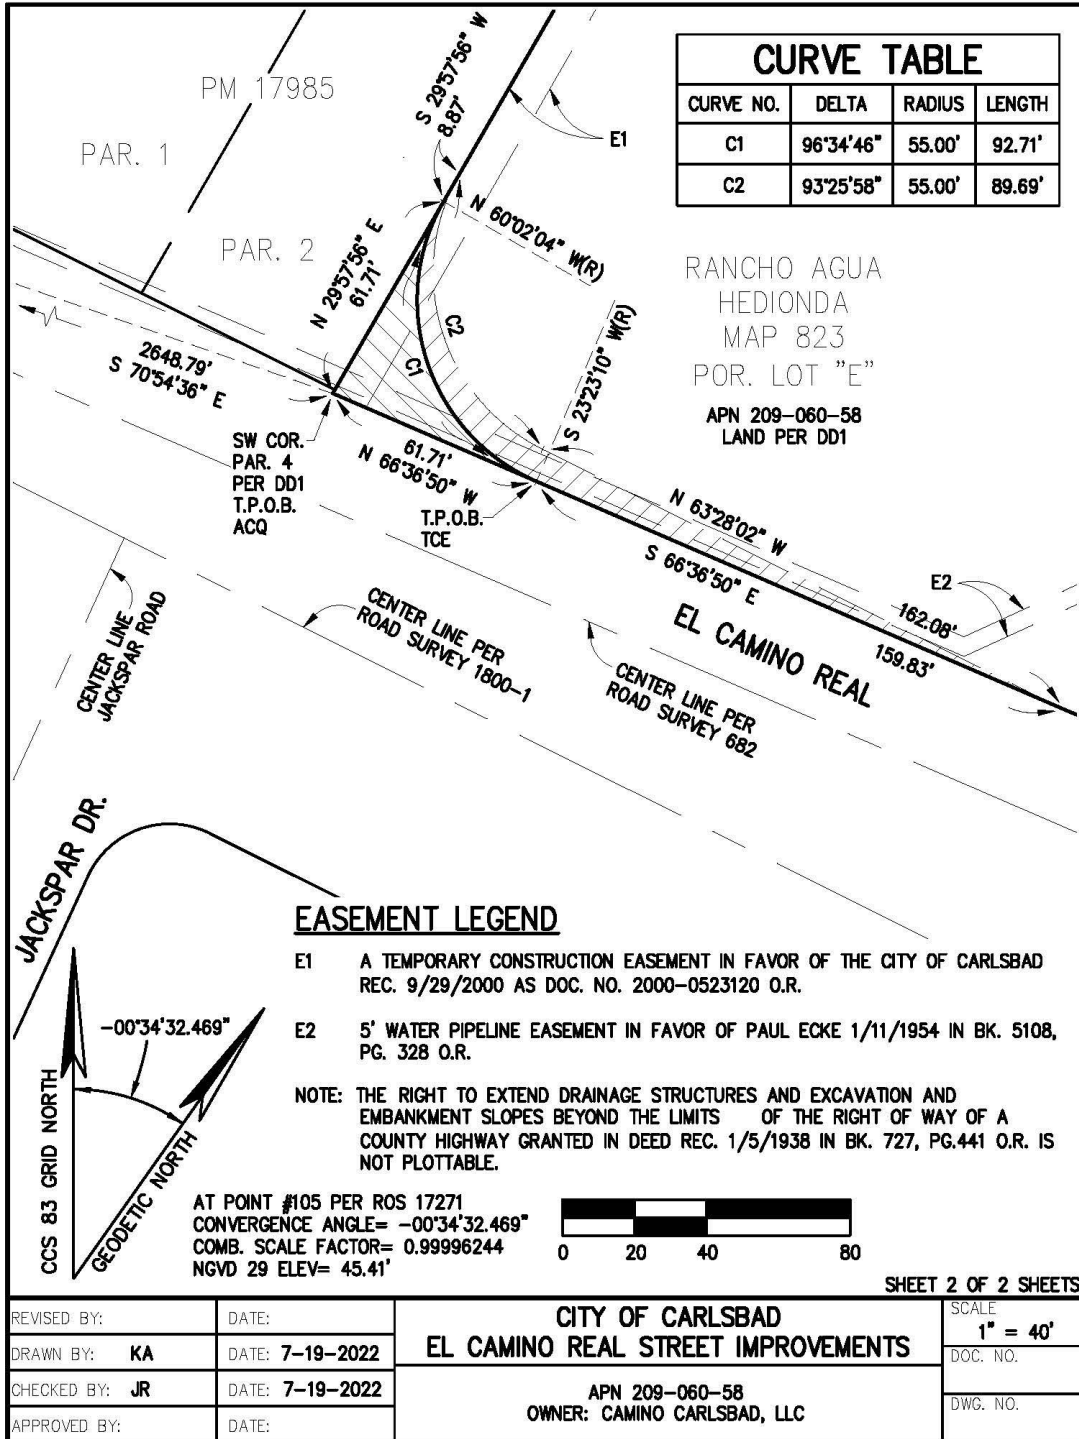 PM 17985
PAR. 1
PAR. 2
S 29°57'56" W
8.87'
E1
CURVE TABLE
CURVE NO. DELTA RADIUS LENGTH
C1 96°34'46" 55.00' 92.71'
C2 93°25'58" 55.00' 89.69'
N 60°02'04" W(R)
N 29°57'56" E
61.71'
RANCHO AGUA
HEDIONDA
MAP 823
POR. LOT "E"
APN 209-060-58
LAND PER DD1
C2
C1
S 23°23'10" W(R)
2648.79'
S 70°54'36" E
SW COR.
PAR. 4
PER DD1
T.P.O.B.
ACQ
61.71'
N 66°36'50" W
T.P.O.B.
TCE
N 63°28'02" W
S 66°36'50" E
E2
162.08'
159.83'
EL CAMINO REAL
CENTER LINE
JACKSPAR ROAD
CENTER LINE PER
ROAD SURVEY 1800-1
CENTER LINE PER
ROAD SURVEY 682
JACKSPAR DR.
EASEMENT LEGEND
E1 A TEMPORARY CONSTRUCTION EASEMENT IN FAVOR OF THE CITY OF CARLSBAD
REC. 9/29/2000 AS DOC. NO. 2000-0523120 O.R.
E2 5' WATER PIPELINE EASEMENT IN FAVOR OF PAUL ECKE 1/11/1954 IN BK. 5108,
PG. 328 O.R.
NOTE: THE RIGHT TO EXTEND DRAINAGE STRUCTURES AND EXCAVATION AND
EMBANKMENT SLOPES BEYOND THE LIMITS OF THE RIGHT OF WAY OF A
COUNTY HIGHWAY GRANTED IN DEED REC. 1/5/1938 IN BK. 727, PG.441 O.R. IS
NOT PLOTTABLE.
-00°34'32.469"
CCS 83 GRID NORTH
GEODETIC NORTH
AT POINT #105 PER ROS 17271
CONVERGENCE ANGLE= -00°34'32.469"
COMB. SCALE FACTOR= 0.99996244
NGVD 29 ELEV= 45.41'
0 20 40 80
SHEET 2 OF 2 SHEETS
REVISED BY: DATE:
DRAWN BY: KA DATE: 7-19-2022
CHECKED BY: JR DATE: 7-19-2022
APPROVED BY: DATE:
CITY OF CARLSBAD
EL CAMINO REAL STREET IMPROVEMENTS
APN 209-060-58
OWNER: CAMINO CARLSBAD, LLC
SCALE
1" = 40'
DOC. NO.
DWG. NO.